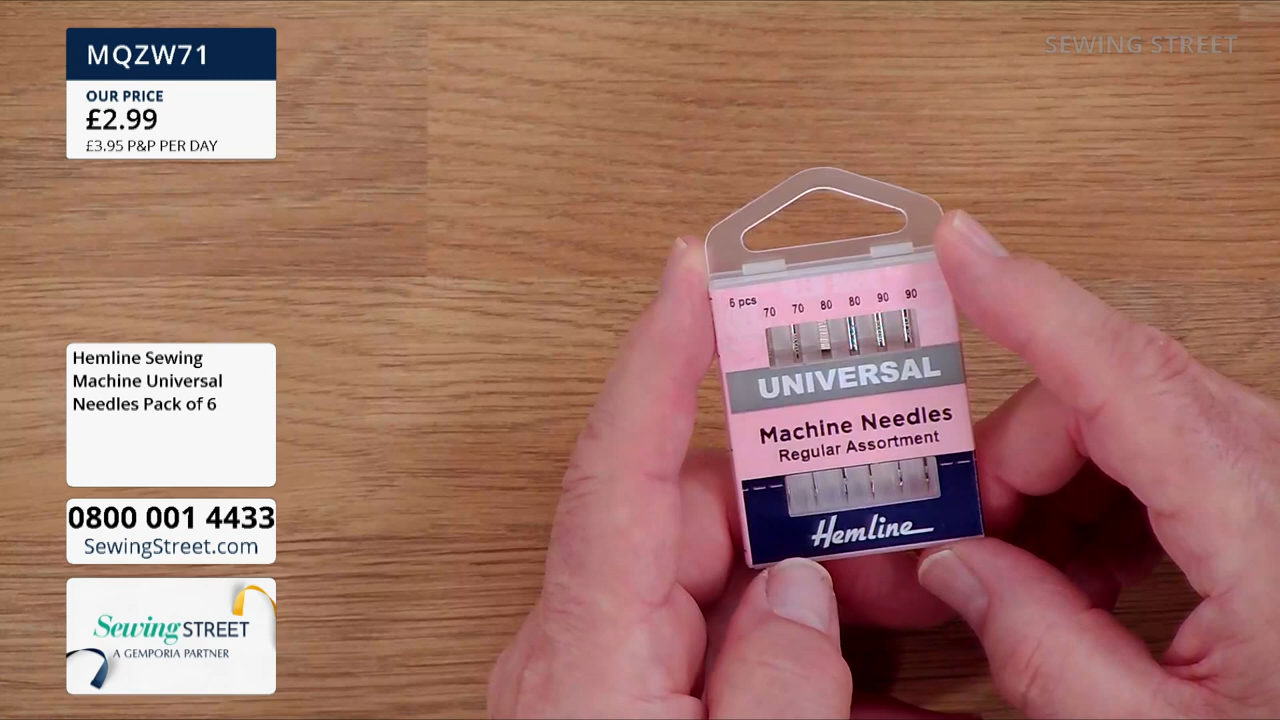 MQZW71
OUR PRICE
£2.99
£3.95 P&P PER DAY
SEWING STREET
6 pcs
70 70 80 80 90 90
UNIVERSAL
Machine Needles
Regular Assortment
Hemline
Hemline Sewing
Machine Universal
Needles Pack of 6
0800 001 4433
SewingStreet.com
Sewing STREET
A GEMPORIA PARTNER